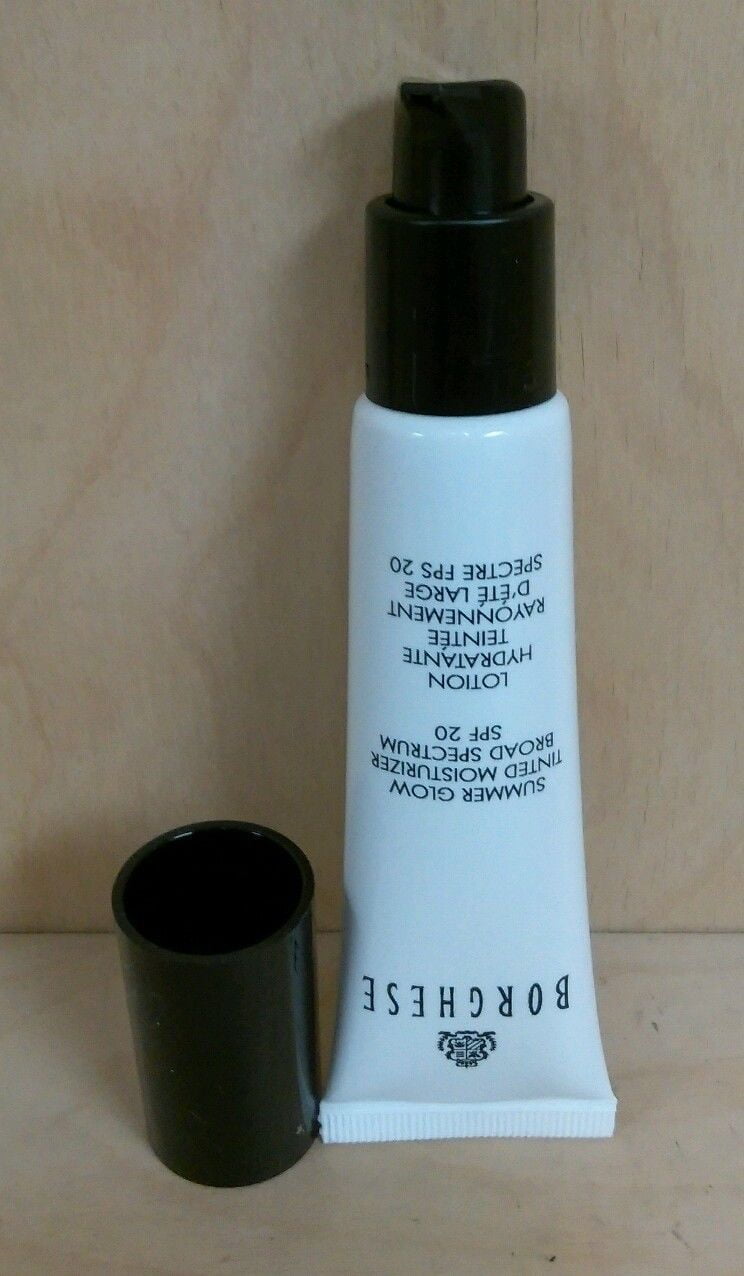 BORGHESE
SUMMER GLOW
TINTED MOISTURIZER
BROAD SPECTRUM
SPF 20
LOTION
HYDRATANTE
TEINTÉE
RAYONNEMENT
D'ÉTÉ LARGE
SPECTRE FPS 20